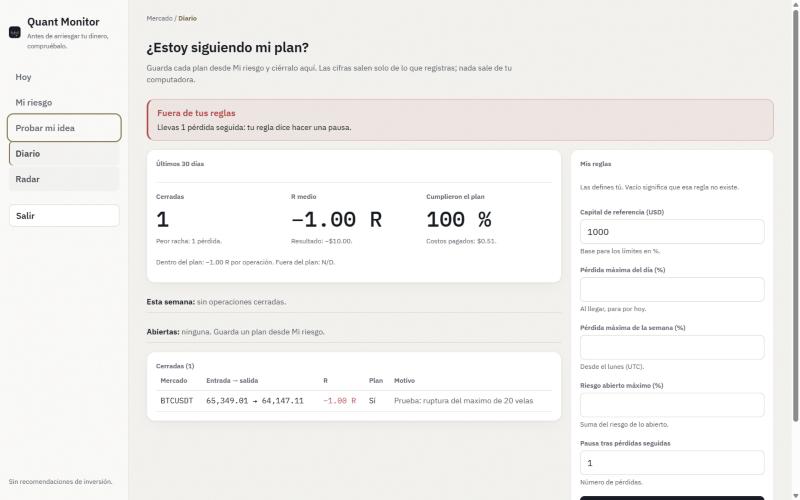 Quant Monitor
Antes de arriesgar tu dinero,
compruébalo.
Hoy
Mi riesgo
Probar mi idea
Diario
Radar
Salir
Sin recomendaciones de inversión.
Mercado / Diario
¿Estoy siguiendo mi plan?
Guarda cada plan desde Mi riesgo y ciérralo aquí. Las cifras salen solo de lo que registras; nada sale de tu
computadora.
Fuera de tus reglas
Llevas 1 pérdida seguida: tu regla dice hacer una pausa.
Últimos 30 días
Cerradas R medio Cumplieron el plan
1 −1.00 R 100 %
Peor racha: 1 pérdida. Resultado: −$10.00. Costos pagados: $0.51.
Dentro del plan: −1.00 R por operación. Fuera del plan: N/D.
Esta semana: sin operaciones cerradas.
Abiertas: ninguna. Guarda un plan desde Mi riesgo.
Cerradas (1)
Mercado Entrada → salida R Plan Motivo
BTCUSDT 65,349.01 → 64,147.11 −1.00 R Sí Prueba: ruptura del maximo de 20 velas
Mis reglas
Las defines tú. Vacío significa que esa regla no existe.
Capital de referencia (USD)
1000
Base para los límites en %.
Pérdida máxima del día (%)
Al llegar, para por hoy.
Pérdida máxima de la semana (%)
Desde el lunes (UTC).
Riesgo abierto máximo (%)
Suma del riesgo de lo abierto.
Pausa tras pérdidas seguidas
1
Número de pérdidas.